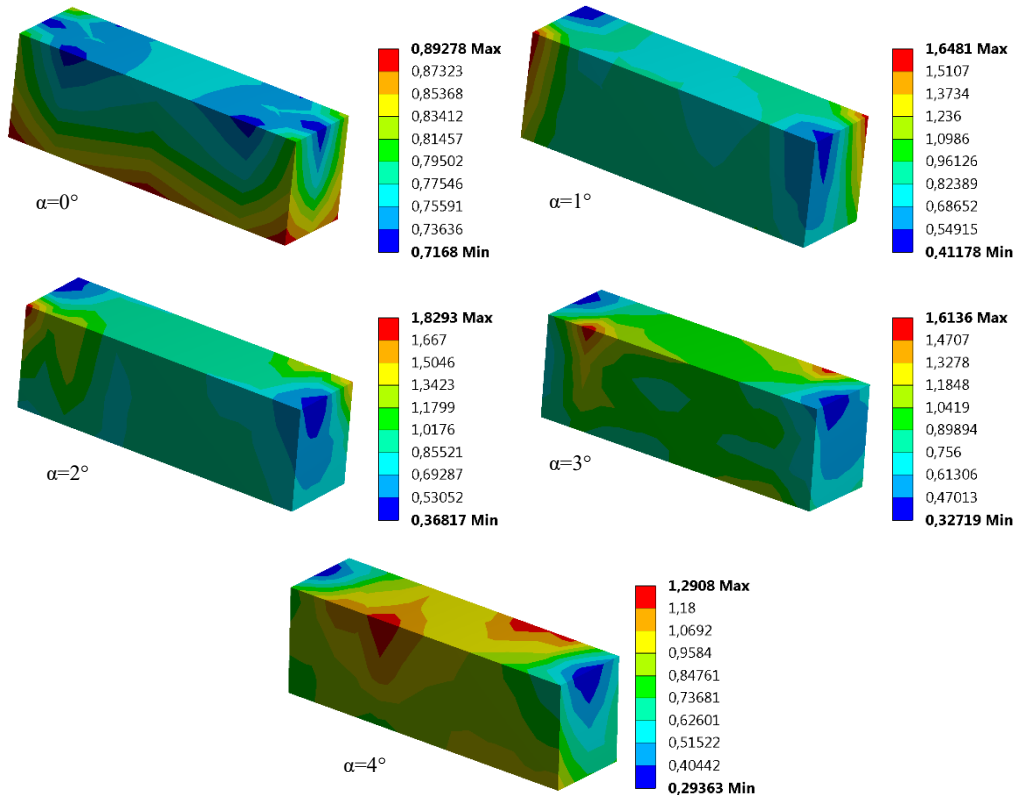 0,89278 Max
0,87323
0,85368
0,83412
0,81457
0,79502
0,77546
0,75591
0,73636
0,7168 Min
α=0°
1,6481 Max
1,5107
1,3734
1,236
1,0986
0,96126
0,82389
0,68652
0,54915
0,41178 Min
α=1°
1,8293 Max
1,667
1,5046
1,3423
1,1799
1,0176
0,85521
0,69287
0,53052
0,36817 Min
α=2°
1,6136 Max
1,4707
1,3278
1,1848
1,0419
0,89894
0,756
0,61306
0,47013
0,32719 Min
α=3°
1,2908 Max
1,18
1,0692
0,9584
0,84761
0,73681
0,62601
0,51522
0,40442
0,29363 Min
α=4°